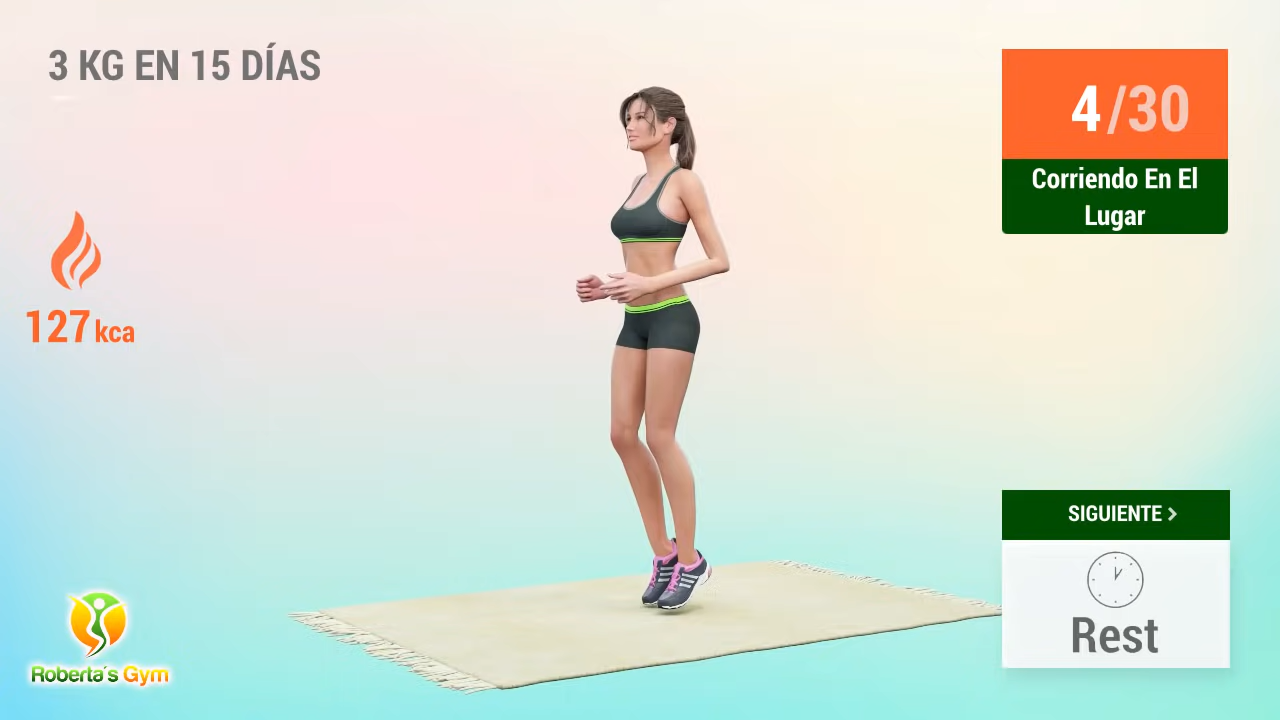 3 KG EN 15 DÍAS
4/30
Corriendo En El
Lugar
127 kca
SIGUIENTE >
Rest
Roberta´s Gym